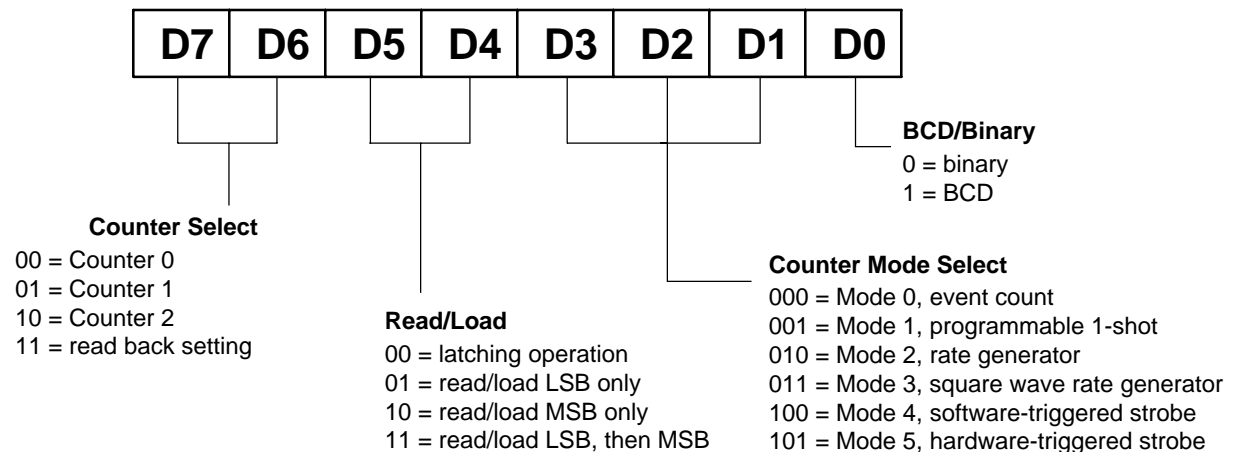 D7 D6 D5 D4 D3 D2 D1 D0
BCD/Binary
0 = binary
1 = BCD
Counter Select
00 = Counter 0
01 = Counter 1
10 = Counter 2
11 = read back setting
Read/Load
00 = latching operation
01 = read/load LSB only
10 = read/load MSB only
11 = read/load LSB, then MSB
Counter Mode Select
000 = Mode 0, event count
001 = Mode 1, programmable 1-shot
010 = Mode 2, rate generator
011 = Mode 3, square wave rate generator
100 = Mode 4, software-triggered strobe
101 = Mode 5, hardware-triggered strobe